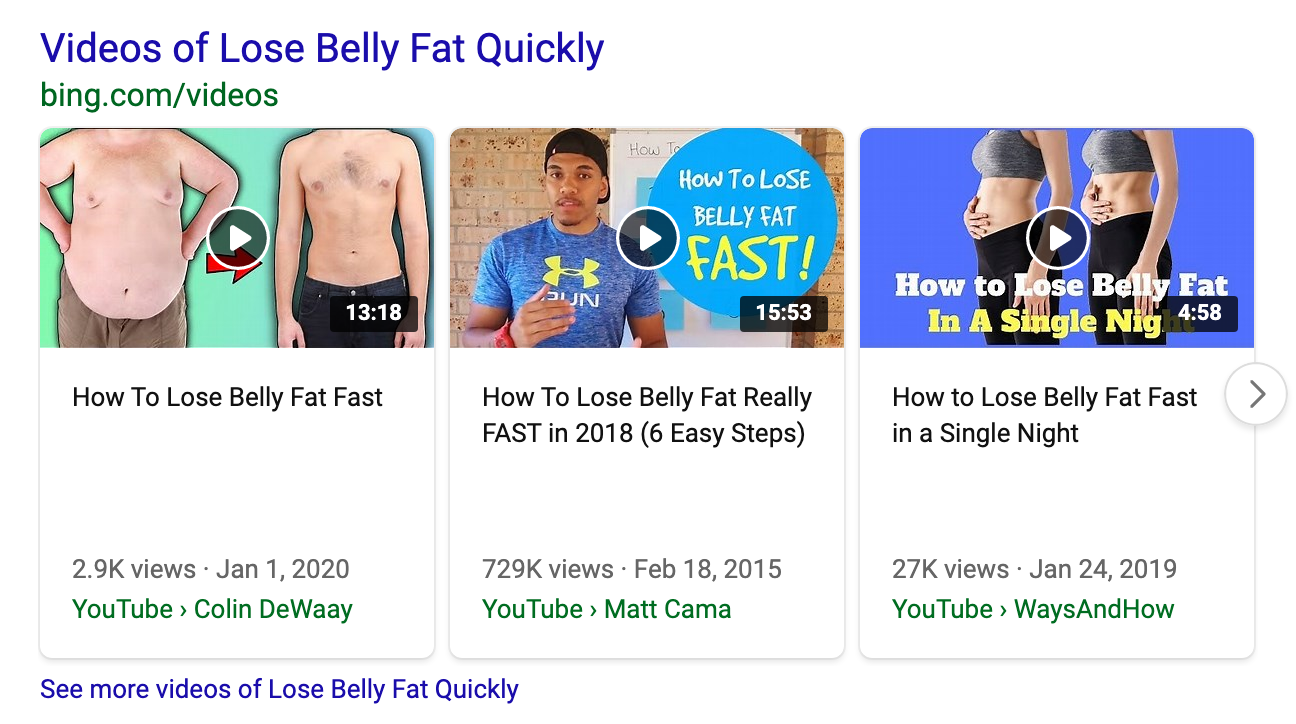 Videos of Lose Belly Fat Quickly
bing.com/videos
13:18
How To
HOW TO LOSE
BELLY FAT
FAST!
RUN
15:53
How to Lose Belly Fat
In A Single Nig
4:58
How To Lose Belly Fat Fast
2.9K views · Jan 1, 2020
YouTube › Colin DeWaay
How To Lose Belly Fat Really
FAST in 2018 (6 Easy Steps)
729K views · Feb 18, 2015
YouTube › Matt Cama
How to Lose Belly Fat Fast
in a Single Night
27K views · Jan 24, 2019
YouTube › WaysAndHow
See more videos of Lose Belly Fat Quickly